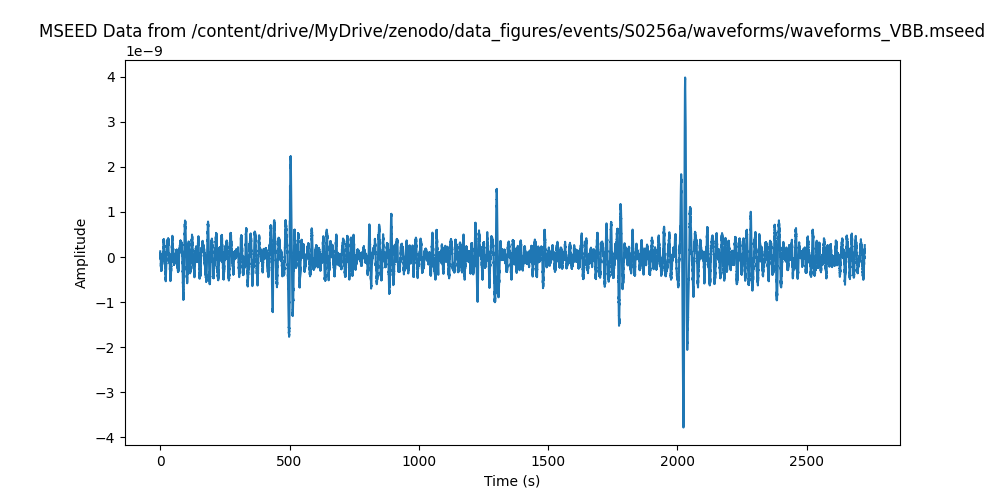 MSEED Data from /content/drive/MyDrive/zenodo/data_figures/events/S0256a/waveforms/waveforms_VBB.mseed
1e−9
4
3
2
1
0
−1
−2
−3
−4
Amplitude
0 500 1000 1500 2000 2500
Time (s)